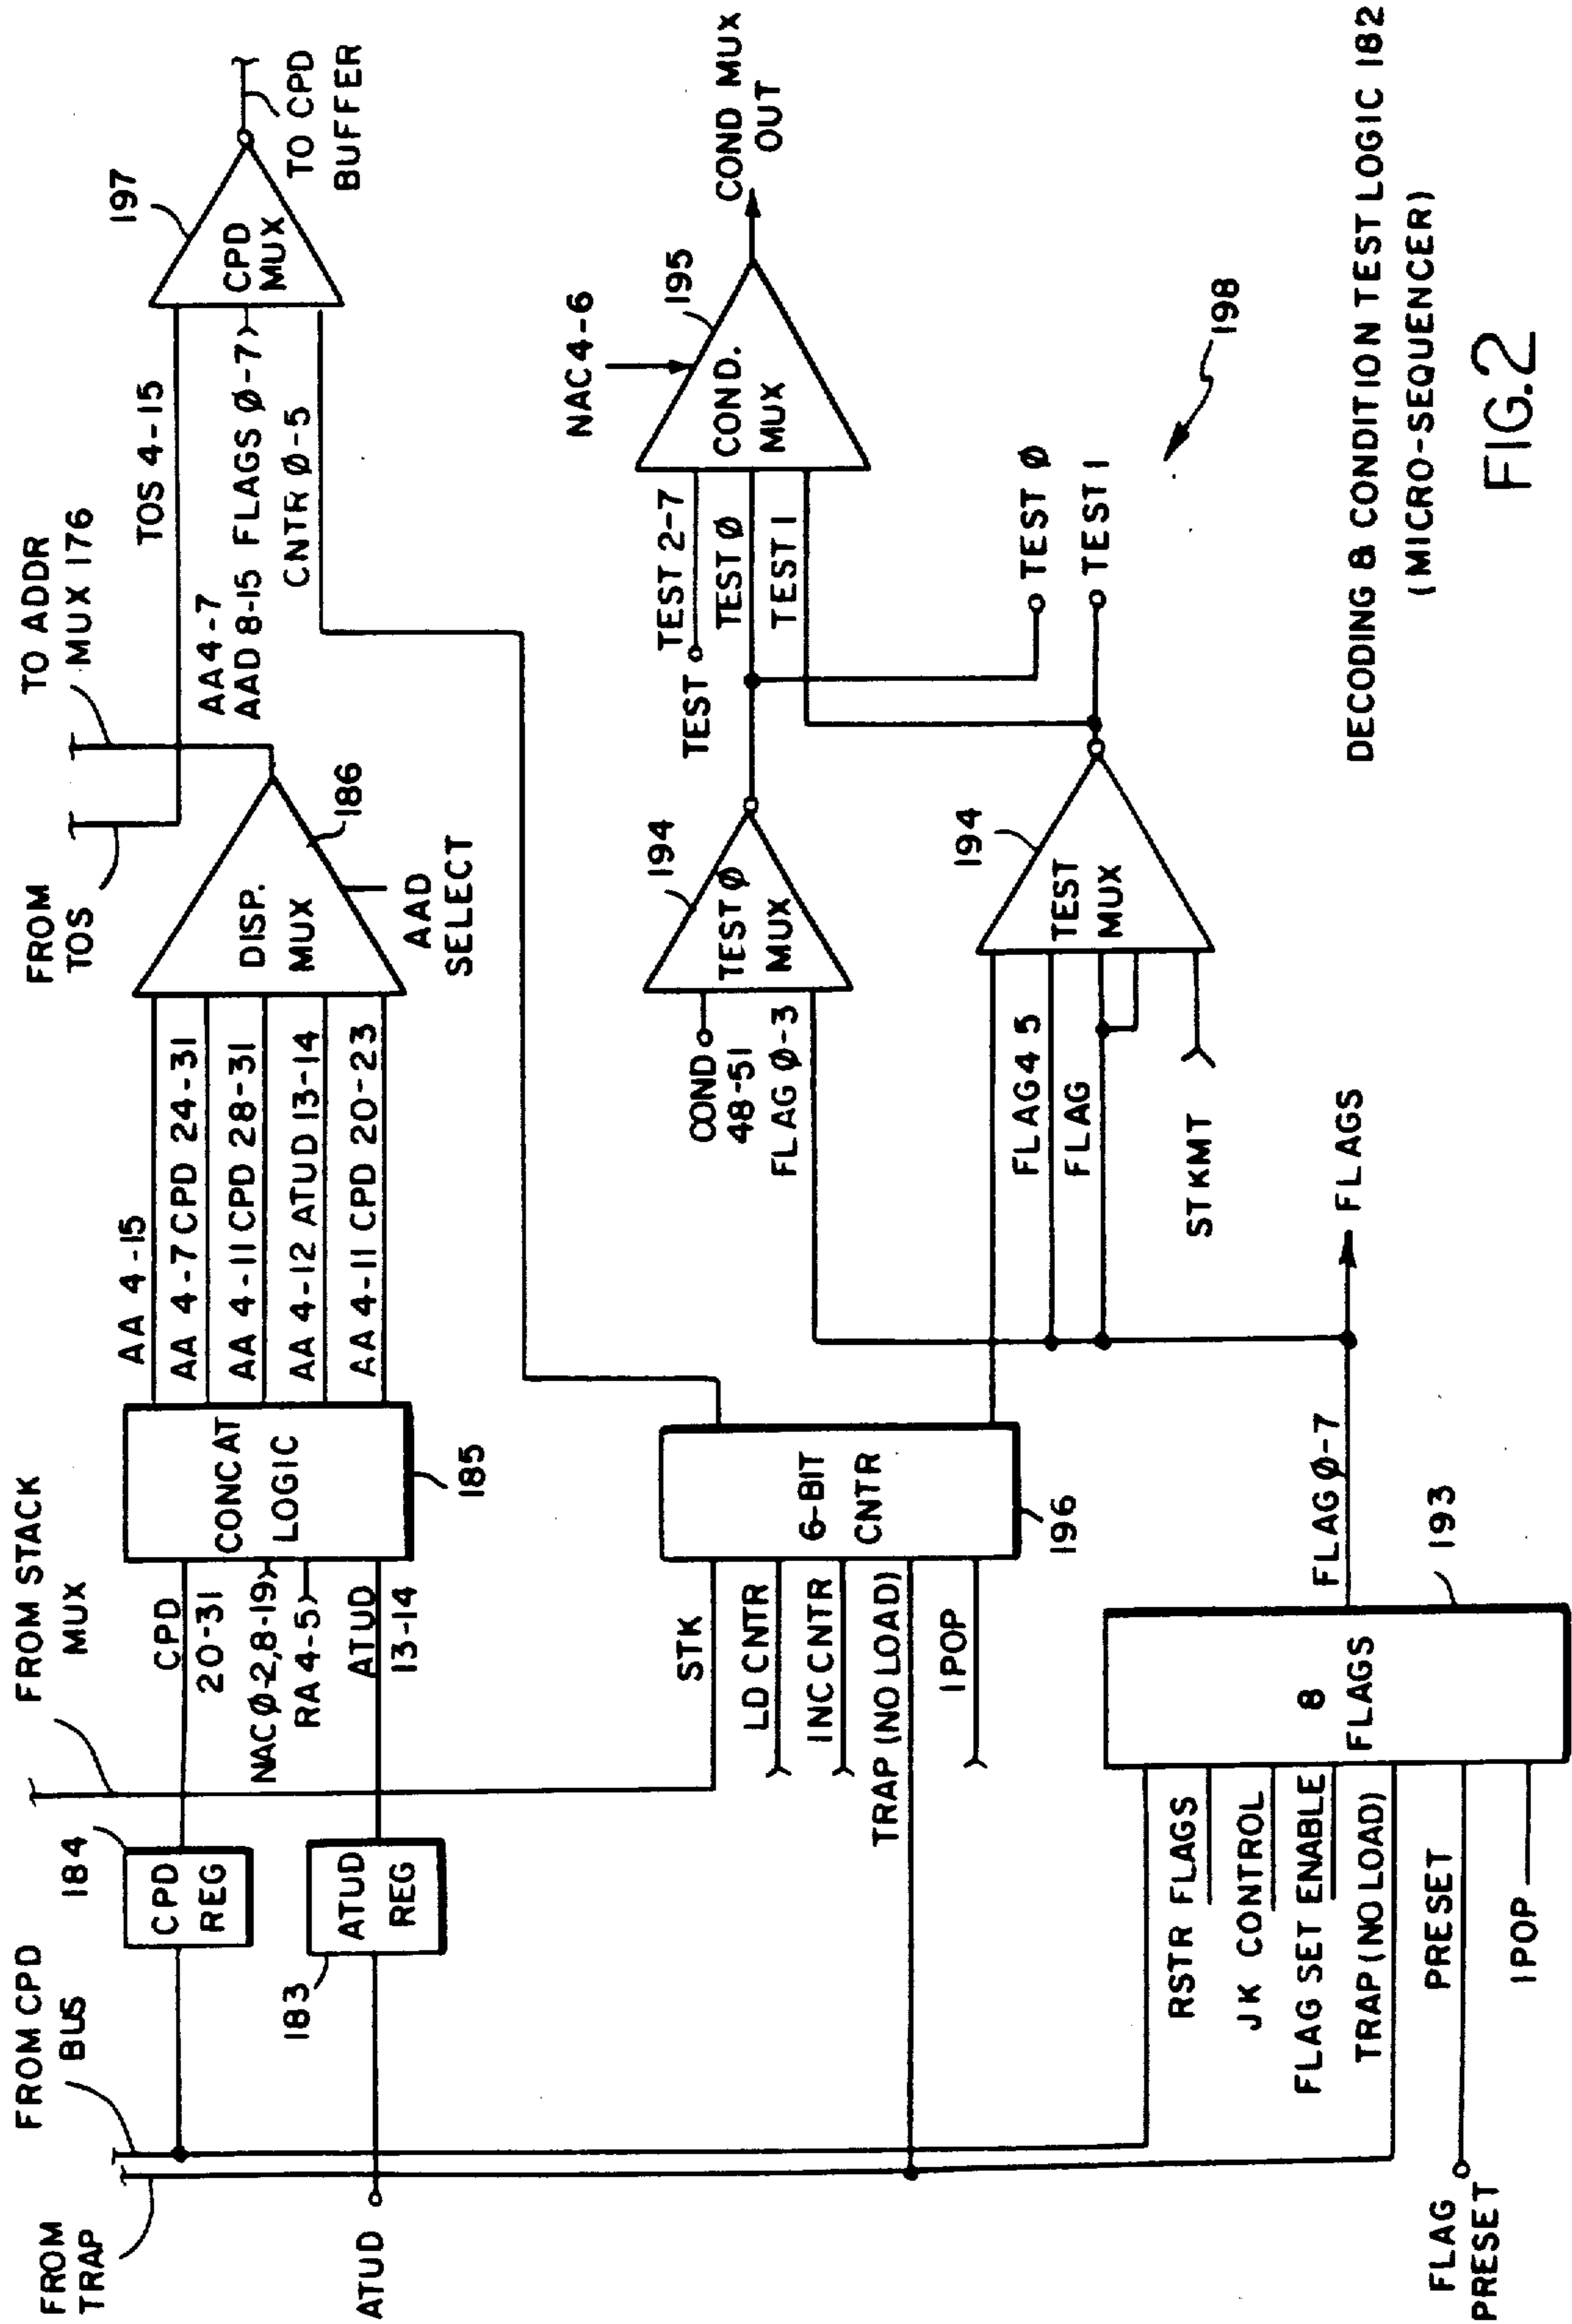 FROM
TRAP
FROM CPD
BUS
184
CPD
REG
ATUD
REG
183
ATUD
FROM STACK
MUX
CPD
20-31
NAC Ø-2,8-19
RA 4-5
ATUD
13-14
CONCAT
LOGIC
185
AA 4-15
AA 4-7 CPD 24-31
AA 4-11 CPD 28-31
AA 4-12 ATUD 13-14
AA 4-11 CPD 20-23
DISP.
MUX
186
AAD
SELECT
FROM
TOS
TO ADDR
MUX 176
TOS 4-15
AA4-7
AAD 8-15 FLAGS Ø-7
CNTR Ø-5
197
CPD
MUX
TO CPD
BUFFER
STK
LD CNTR
INC CNTR
TRAP (NO LOAD)
IPOP
6-BIT
CNTR
196
COND
48-51
FLAG Ø-3
194
TEST Ø
MUX
TEST
TEST 2-7
TEST Ø
TEST 1
NAC4-6
COND.
MUX
195
COND MUX
OUT
FLAG4 5
FLAG
STKMT
194
TEST
MUX
TEST Ø
TEST 1
198
RSTR FLAGS
JK CONTROL
FLAG SET ENABLE
TRAP (NO LOAD)
PRESET
IPOP
FLAG
PRESET
8
FLAGS
193
FLAG Ø-7
FLAGS
DECODING & CONDITION TEST LOGIC 182
(MICRO-SEQUENCER)
FIG.2